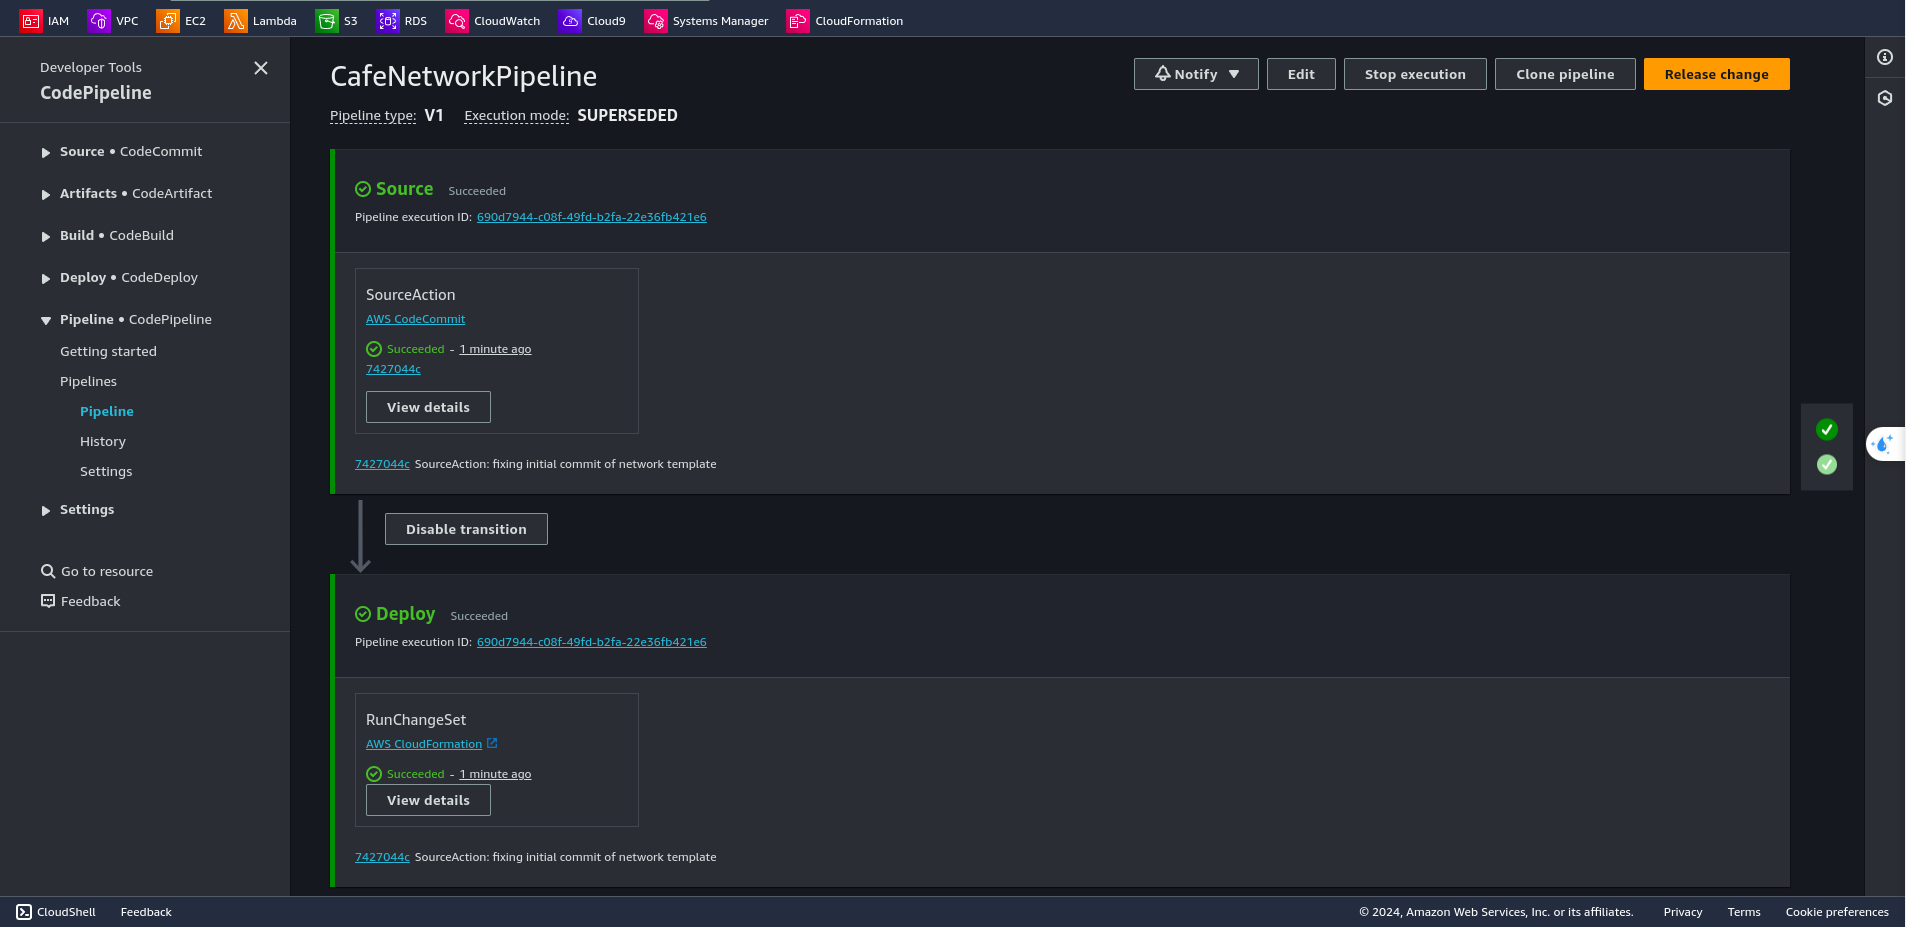 IAM VPC EC2 Lambda S3 RDS CloudWatch Cloud9 Systems Manager CloudFormation
Developer Tools
CodePipeline
Source • CodeCommit
Artifacts • CodeArtifact
Build • CodeBuild
Deploy • CodeDeploy
Pipeline • CodePipeline
Getting started
Pipelines
Pipeline
History
Settings
Settings
Go to resource
Feedback
CafeNetworkPipeline
Notify Edit Stop execution Clone pipeline Release change
Pipeline type: V1 Execution mode: SUPERSEDED
Source Succeeded
Pipeline execution ID: 690d7944-c08f-49fd-b2fa-22e36fb421e6
SourceAction
AWS CodeCommit
Succeeded - 1 minute ago
7427044c
View details
7427044c SourceAction: fixing initial commit of network template
Disable transition
Deploy Succeeded
Pipeline execution ID: 690d7944-c08f-49fd-b2fa-22e36fb421e6
RunChangeSet
AWS CloudFormation
Succeeded - 1 minute ago
View details
7427044c SourceAction: fixing initial commit of network template
CloudShell Feedback © 2024, Amazon Web Services, Inc. or its affiliates. Privacy Terms Cookie preferences